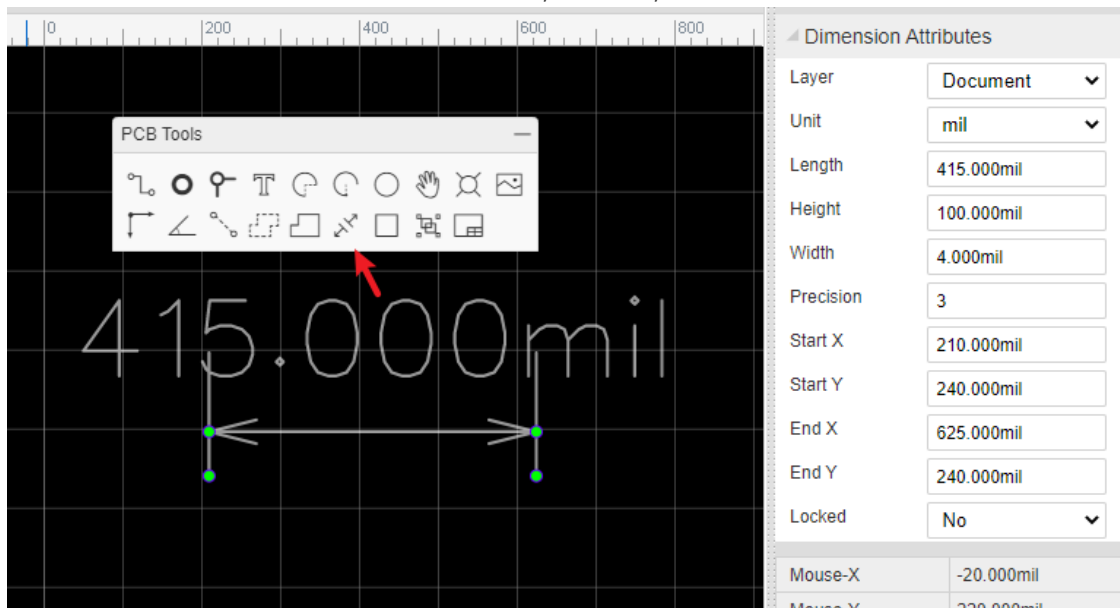 0 200 400 600 800
Dimension Attributes
Layer Document
Unit mil
PCB Tools
Length 415.000mil
Height 100.000mil
Width 4.000mil
Precision 3
415.000mil
Start X 210.000mil
Start Y 240.000mil
End X 625.000mil
End Y 240.000mil
Locked No
Mouse-X -20.000mil